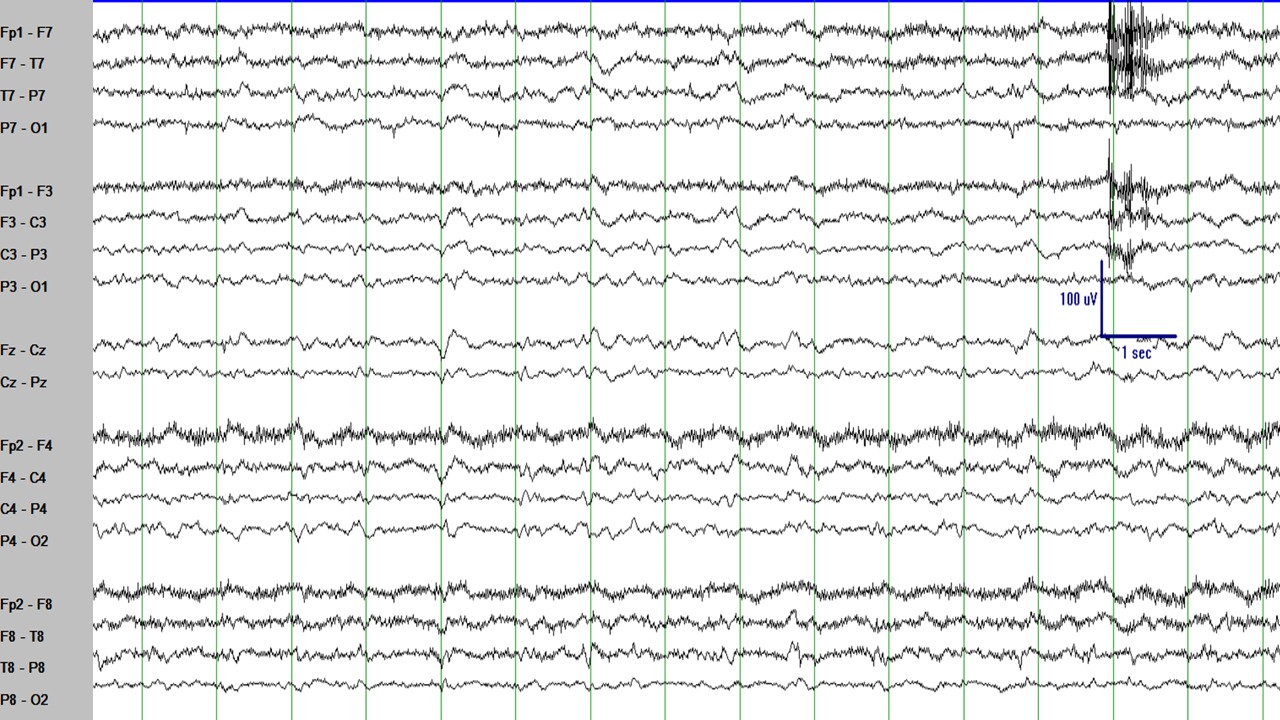 Fp1 - F7
F7 - T7
T7 - P7
P7 - O1
Fp1 - F3
F3 - C3
C3 - P3
P3 - O1
100 uV
1 sec
Fz - Cz
Cz - Pz
Fp2 - F4
F4 - C4
C4 - P4
P4 - O2
Fp2 - F8
F8 - T8
T8 - P8
P8 - O2